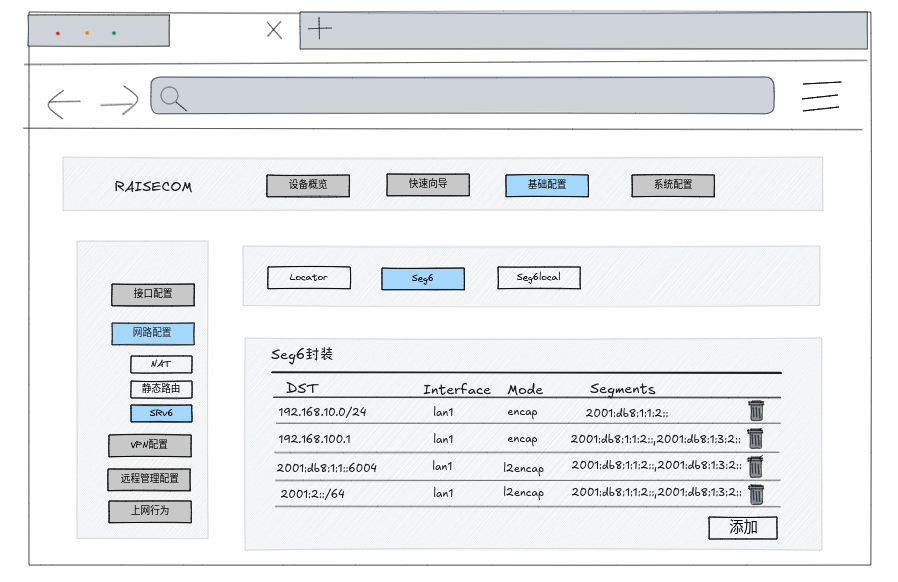 RAISECOM 设备概览 快速向导 基础配置 系统配置
接口配置
网路配置
NAT
静态路由
SRv6
VPN配置
远程管理配置
上网行为
Locator Seg6 Seg6local
Seg6封装
DST Interface Mode Segments
192.168.10.0/24 lan1 encap 2001:db8:1:1:2::
192.168.100.1 lan1 encap 2001:db8:1:1:2::,2001:db8:1:3:2::
2001:db8:1:1::6004 lan1 l2encap 2001:db8:1:1:2::,2001:db8:1:3:2::
2001:2::/64 lan1 l2encap 2001:db8:1:1:2::,2001:db8:1:3:2::
添加